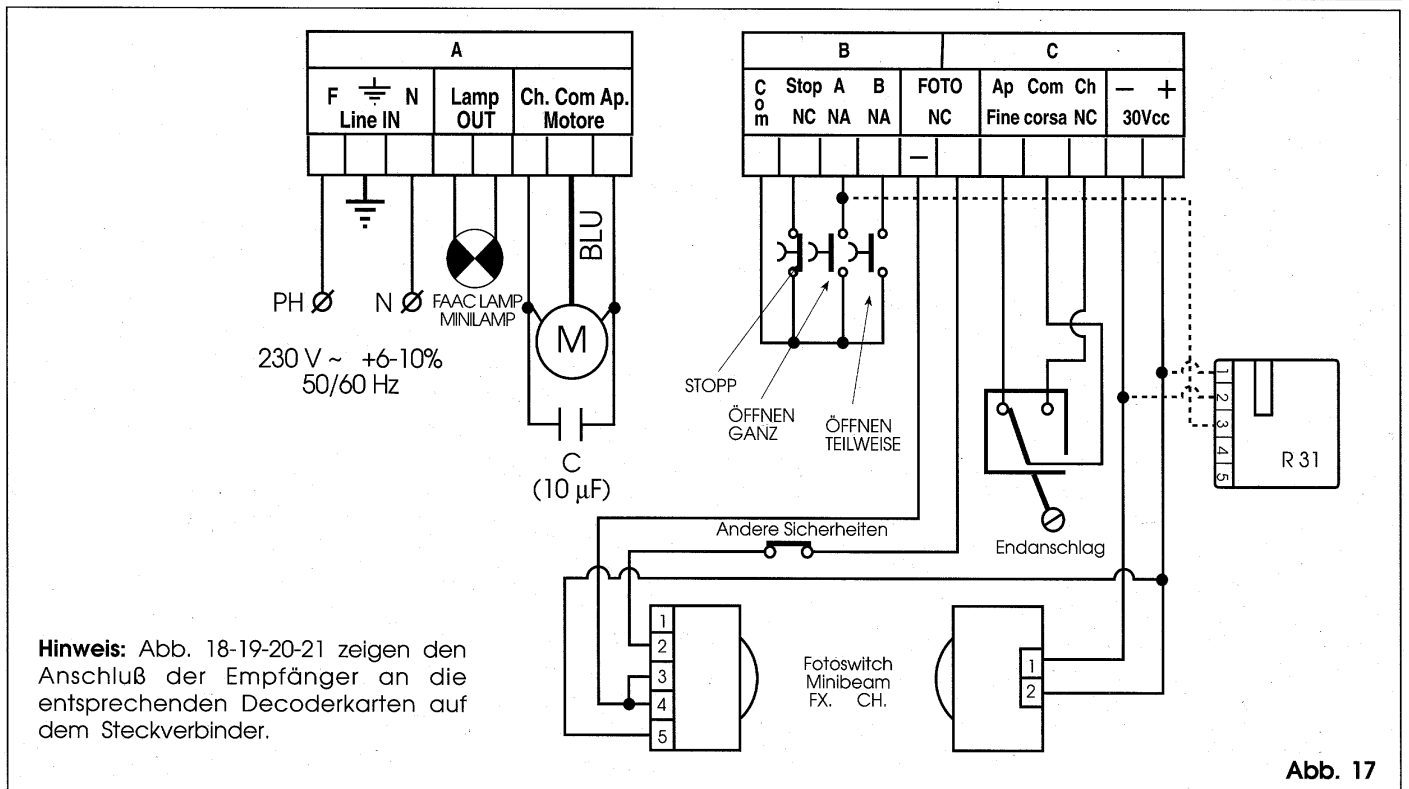 A
F N
Line IN
Lamp
OUT
Ch. Com Ap.
Motore
B
C
Com
Stop A B
NC NA NA
FOTO
NC
Ap Com Ch
Fine corsa NC
— +
30Vcc
—
BLU
PH N
FAAC LAMP
MINILAMP
M
230 V ~ +6-10%
50/60 Hz
C
(10 µF)
STOPP
ÖFFNEN
GANZ
ÖFFNEN
TEILWEISE
Endanschlag
1
2
3
4
5
R 31
Andere Sicherheiten
1
2
3
4
5
Fotoswitch
Minibeam
FX. CH.
1
2
Hinweis: Abb. 18-19-20-21 zeigen den
Anschluß der Empfänger an die
entsprechenden Decoderkarten auf
dem Steckverbinder.
Abb. 17